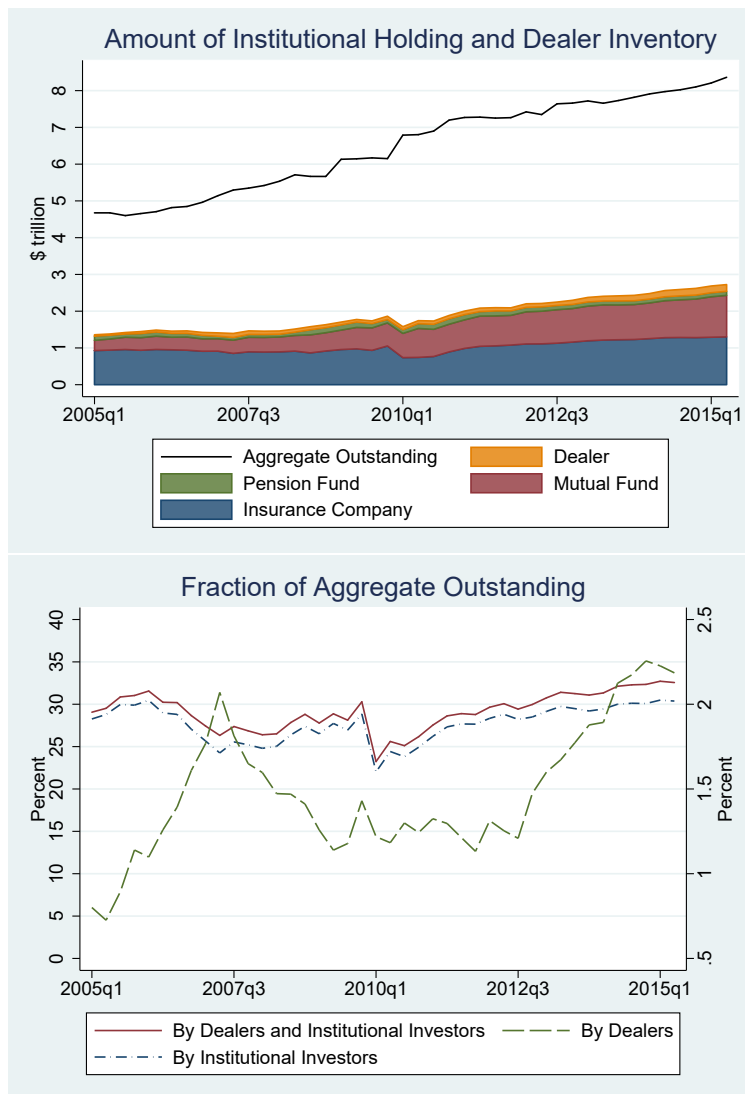 Amount of Institutional Holding and Dealer Inventory
$ trillion
8
7
6
5
4
3
2
1
0
2005q1 2007q3 2010q1 2012q3 2015q1
Aggregate Outstanding Dealer
Pension Fund Mutual Fund
Insurance Company
Fraction of Aggregate Outstanding
Percent
40
35
30
25
20
15
10
5
0
2.5
2
1.5
1
.5
Percent
2005q1 2007q3 2010q1 2012q3 2015q1
By Dealers and Institutional Investors By Dealers
By Institutional Investors